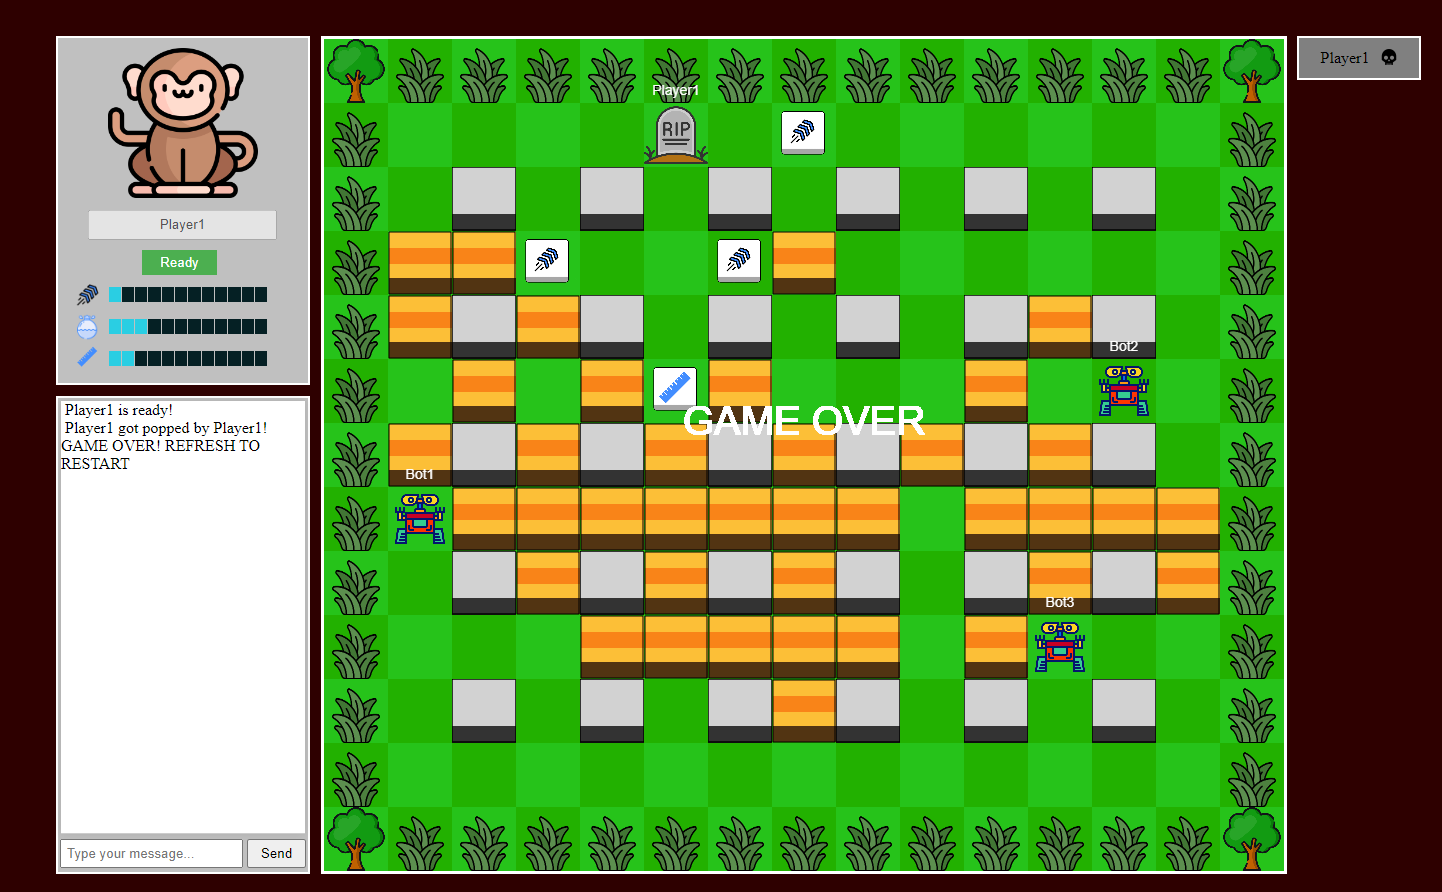 Player1
Ready
Player1 is ready!
Player1 got popped by Player1!
GAME OVER! REFRESH TO
RESTART
Type your message...
Send
Player1
RIP
Bot2
GAME OVER
Bot1
Bot3
Player1